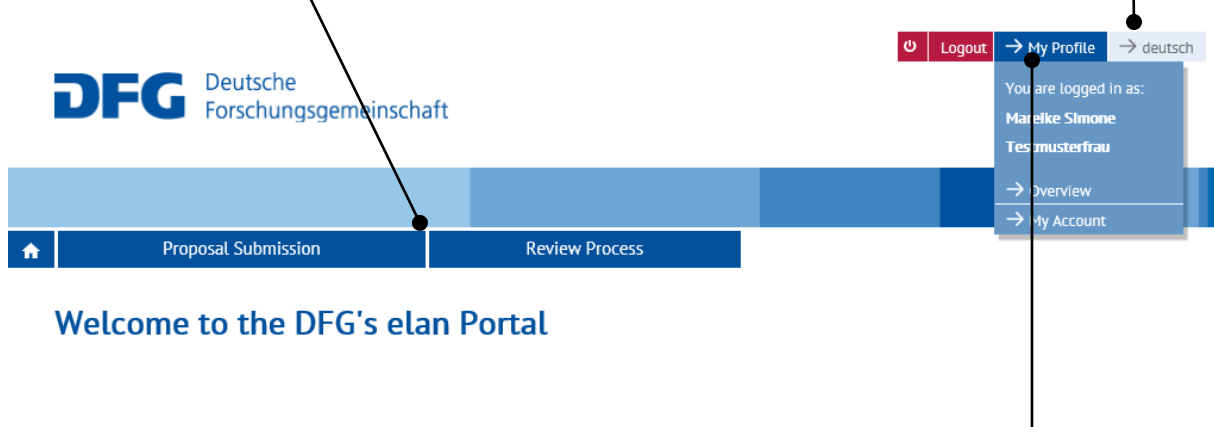 Logout → My Profile → deutsch
DFG Deutsche
Forschungsgemeinschaft
You are logged in as:
Mareike Simone
Testmusterfrau
→ Overview
→ My Account
Proposal Submission Review Process
Welcome to the DFG's elan Portal